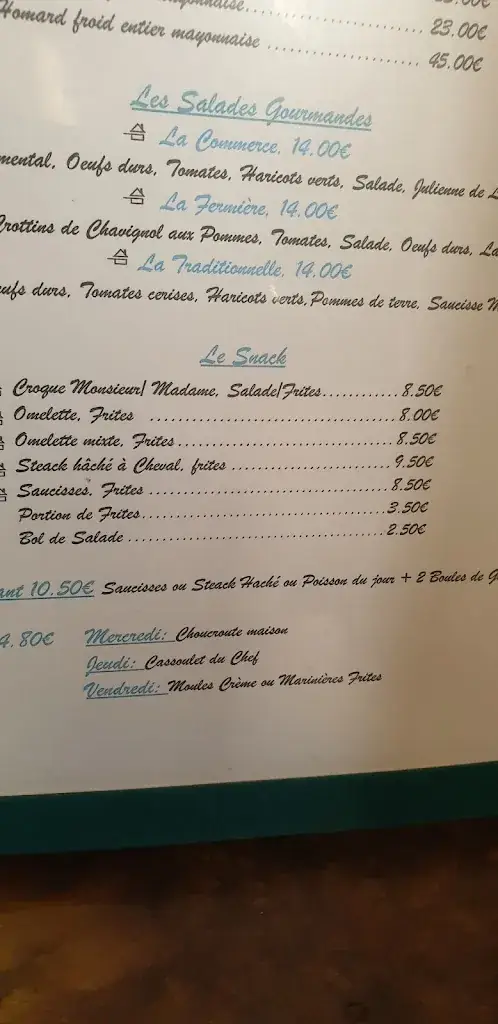 mayonnaise
23.00€
Homard froid entier mayonnaise 45.00€
Les Salades Gourmandes
La Commerce, 14.00€
mental, Oeufs durs, Tomates, Haricots verts, Salade, Julienne de L
La Fermière, 14.00€
Crottins de Chavignol aux Pommes, Tomates, Salade, Oeufs durs, La
La Traditionnelle, 14.00€
eufs durs, Tomates cerises, Haricots verts, Pommes de terre, Saucisse M
Le Snack
Croque Monsieur/ Madame, Salade/Frites............8.50€
Omelette, Frites ....................................8.00€
Omelette mixte, Frites................................8.50€
Steack hâché à Cheval, frites .......................9.50€
Saucisses, Frites ...................................8.50€
Portion de Frites....................................3.50€
Bol de Salade .....................................2.50€
ant 10.50€ Saucisses ou Steack Haché ou Poisson du jour + 2 Boules de G
4.80€ Mercredi: Choucroute maison
Jeudi: Cassoulet du Chef
Vendredi: Moules Crème ou Marinières Frites